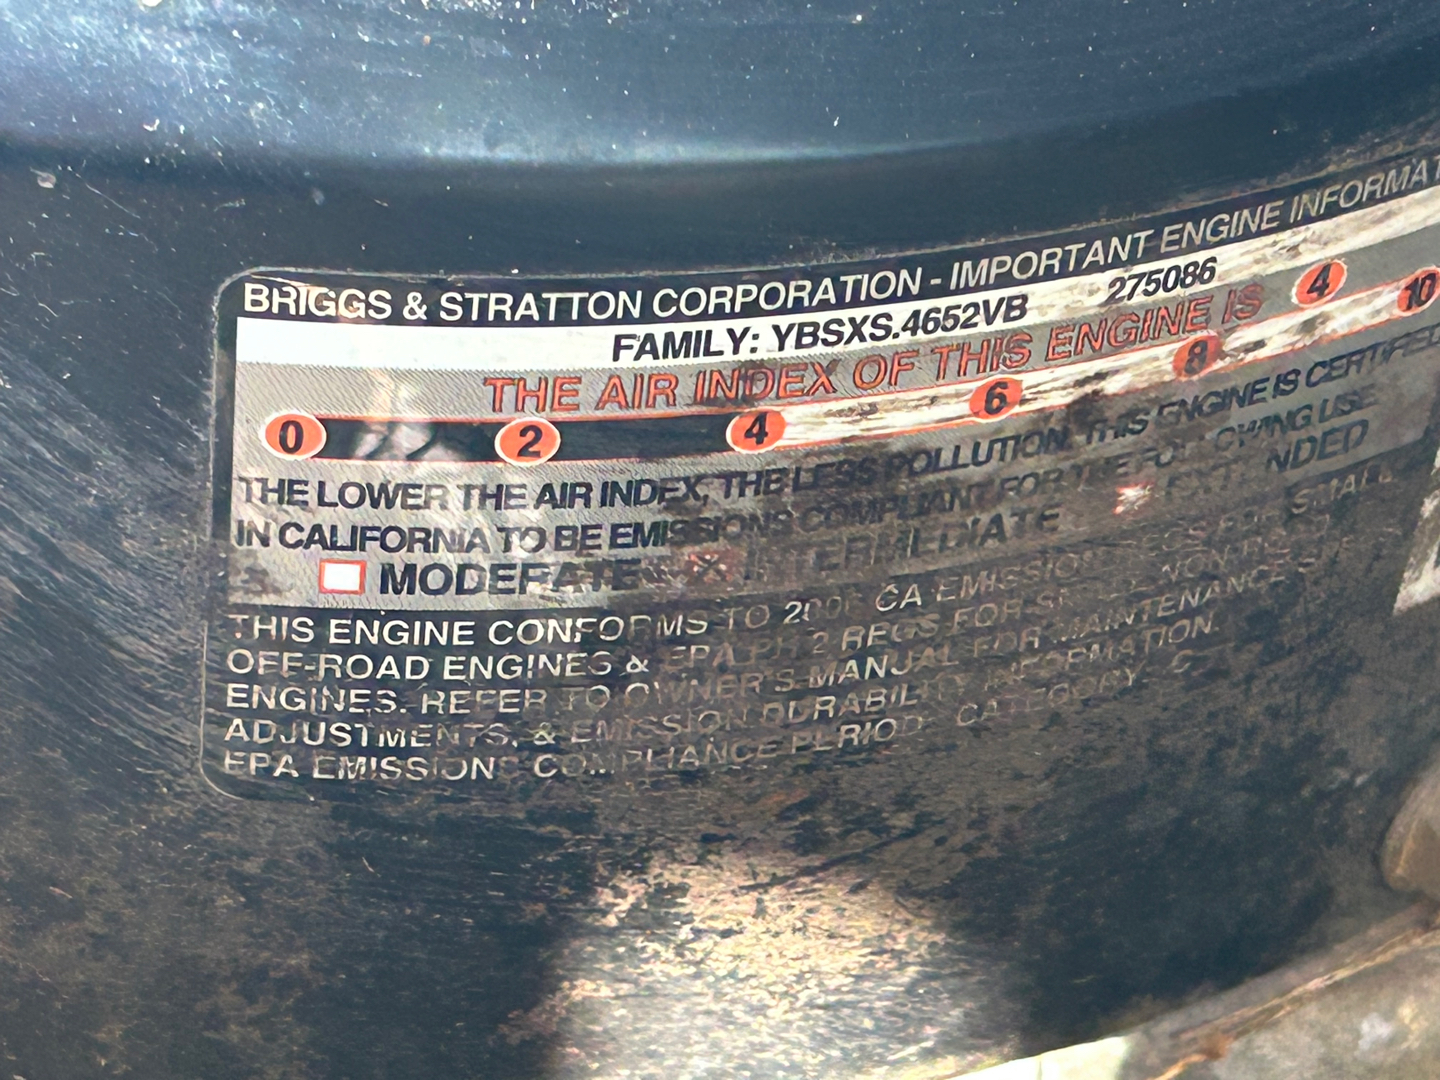 BRIGGS & STRATTON CORPORATION - IMPORTANT ENGINE INFORMAT
FAMILY: YBSXS.4652VB 275086
THE AIR INDEX OF THIS ENGINE IS 4
0 2 4 6 8 10
THE LOWER THE AIR INDEX, THE LESS POLLUTION. THIS ENGINE IS CERTIFIED
IN CALIFORNIA TO BE EMISSIONS COMPLIANT FOR THE FOLLOWING USE
MODERATE INTERMEDIATE EXTENDED
THIS ENGINE CONFORMS TO CA EMISSION SMALL
OFF-ROAD ENGINES & EPA PH 2 REGS FOR
ENGINES. REFER TO OWNER'S MANUAL FOR MAINTENANCE
ADJUSTMENTS, & EMISSION DURABILITY INFORMATION.
EPA EMISSIONS COMPLIANCE PERIOD: CATEGORY